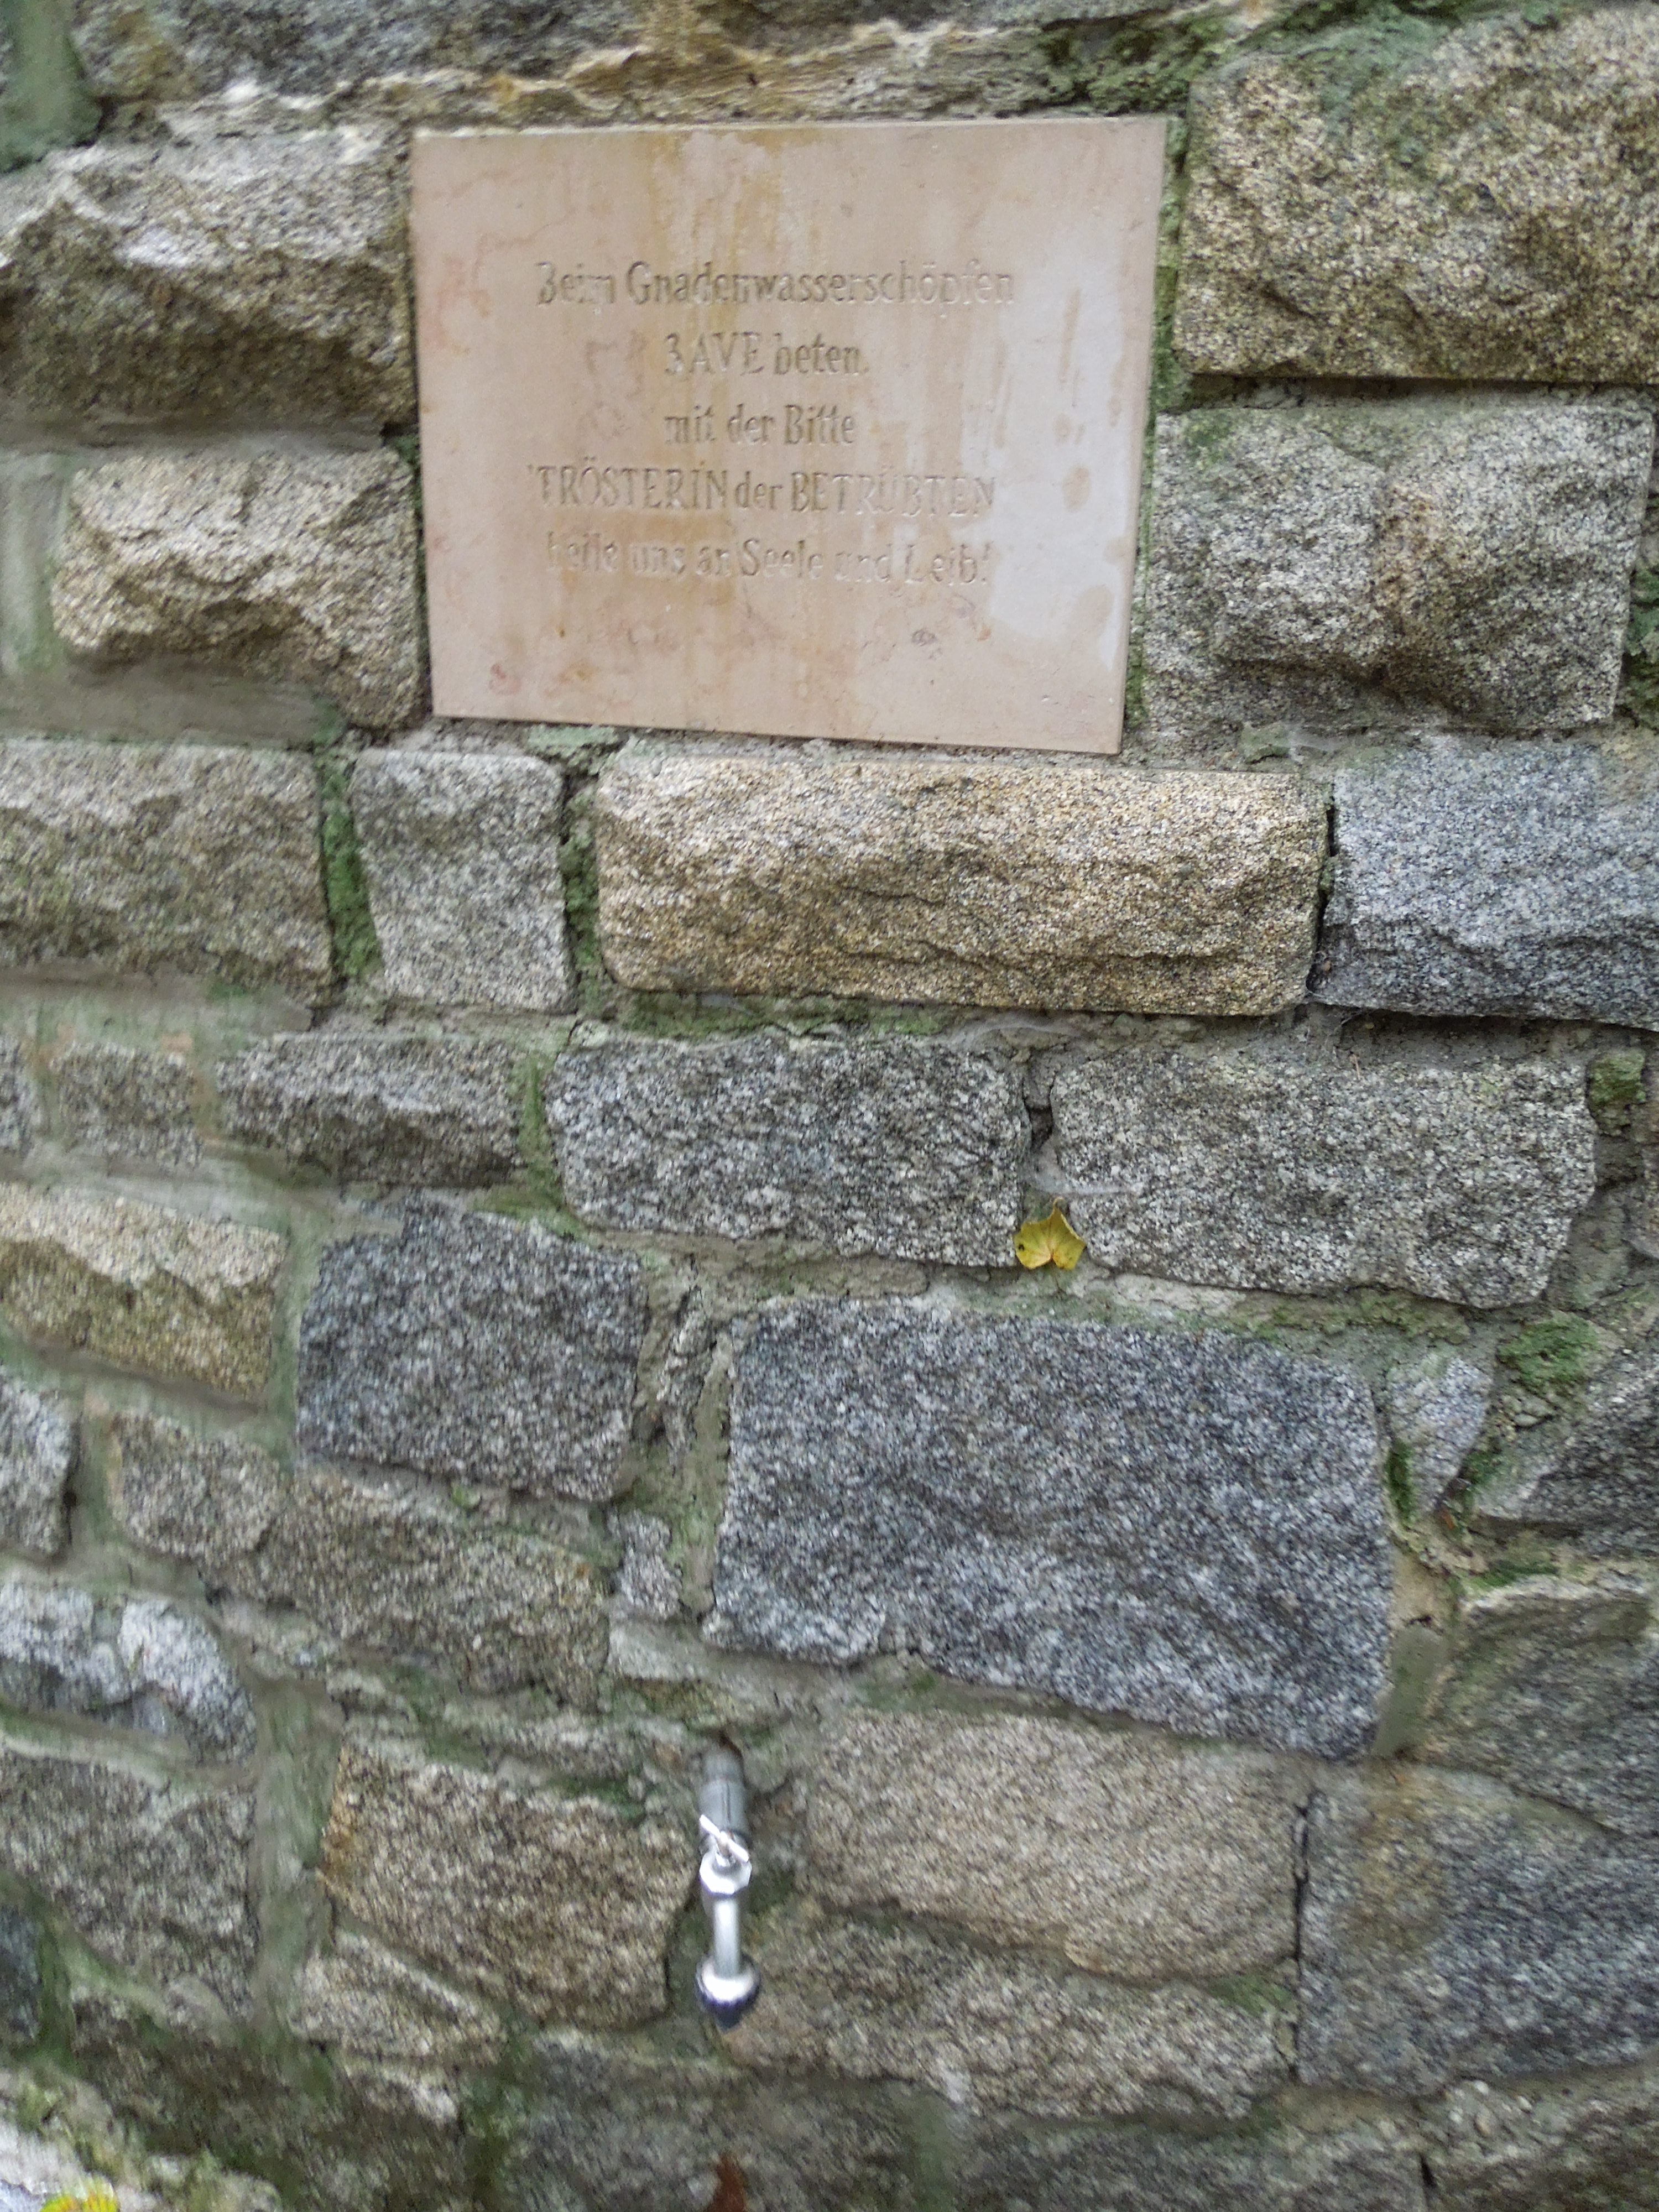 Beim Gnadenwasserschöpfen
3 AVE beten.
mit der Bitte
'TRÖSTERIN der BETRÜBTEN
heile uns an Seele und Leib!'